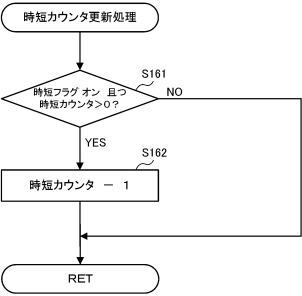 時短カウンタ更新処理
S161
時短フラグ オン 且つ
時短カウンタ＞０？
NO
YES
S162
時短カウンタ － １
RET